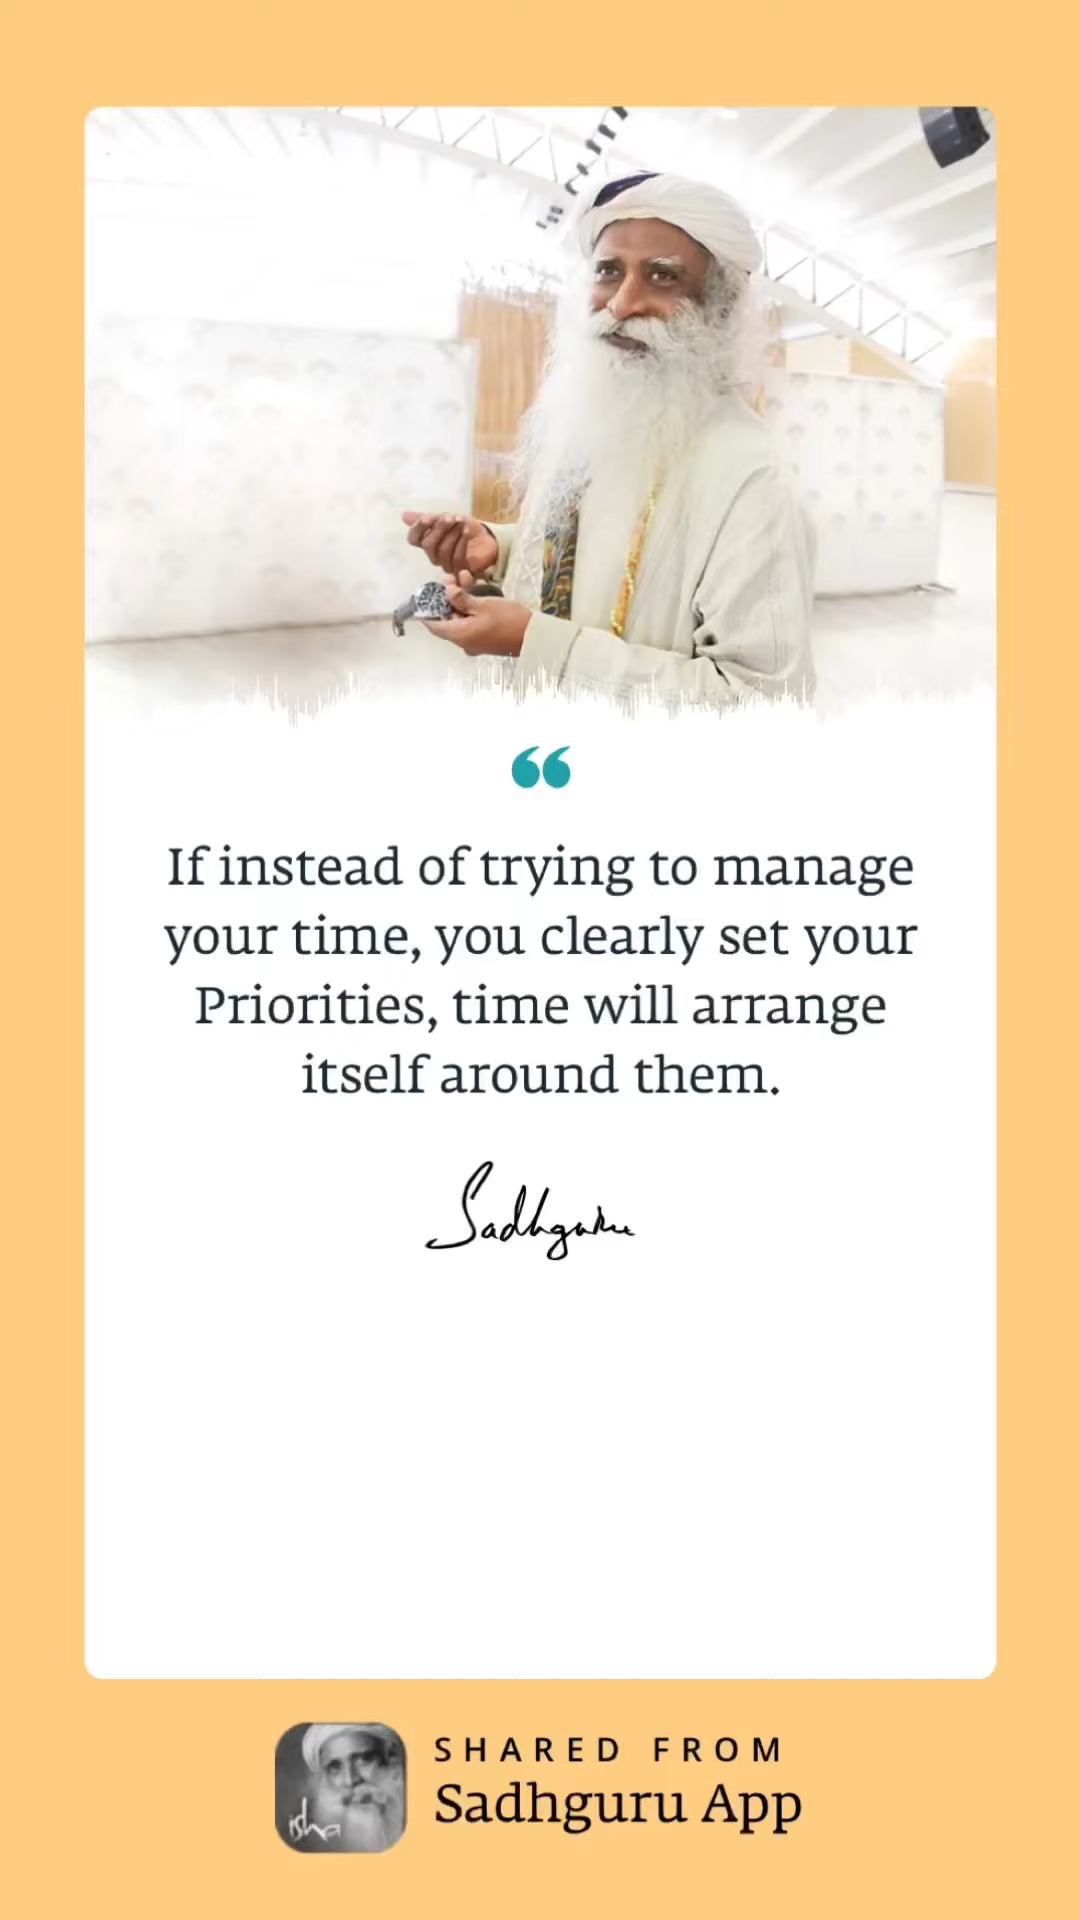 “
If instead of trying to manage
your time, you clearly set your
Priorities, time will arrange
itself around them.
Sadhguru
isha
SHARED FROM
Sadhguru App